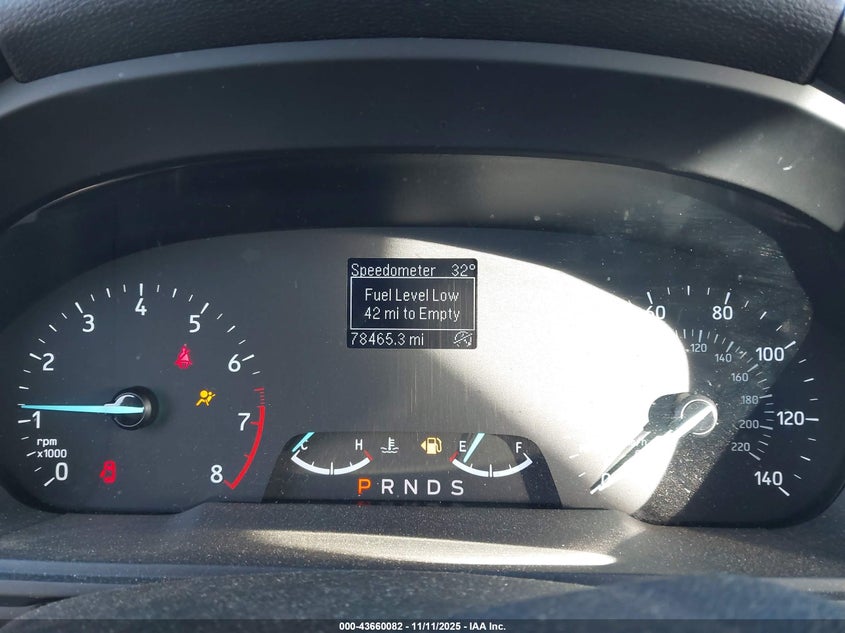 Speedometer 32°
Fuel Level Low
42 mi to Empty
78465.3 mi
0 1 2 3 4 5 6 7 8
rpm
x1000
C H
E F
P R N D S
0 60 80 100 120 140
120 140 160 180 200 220
000-43660082 - 11/11/2025 - IAA Inc.